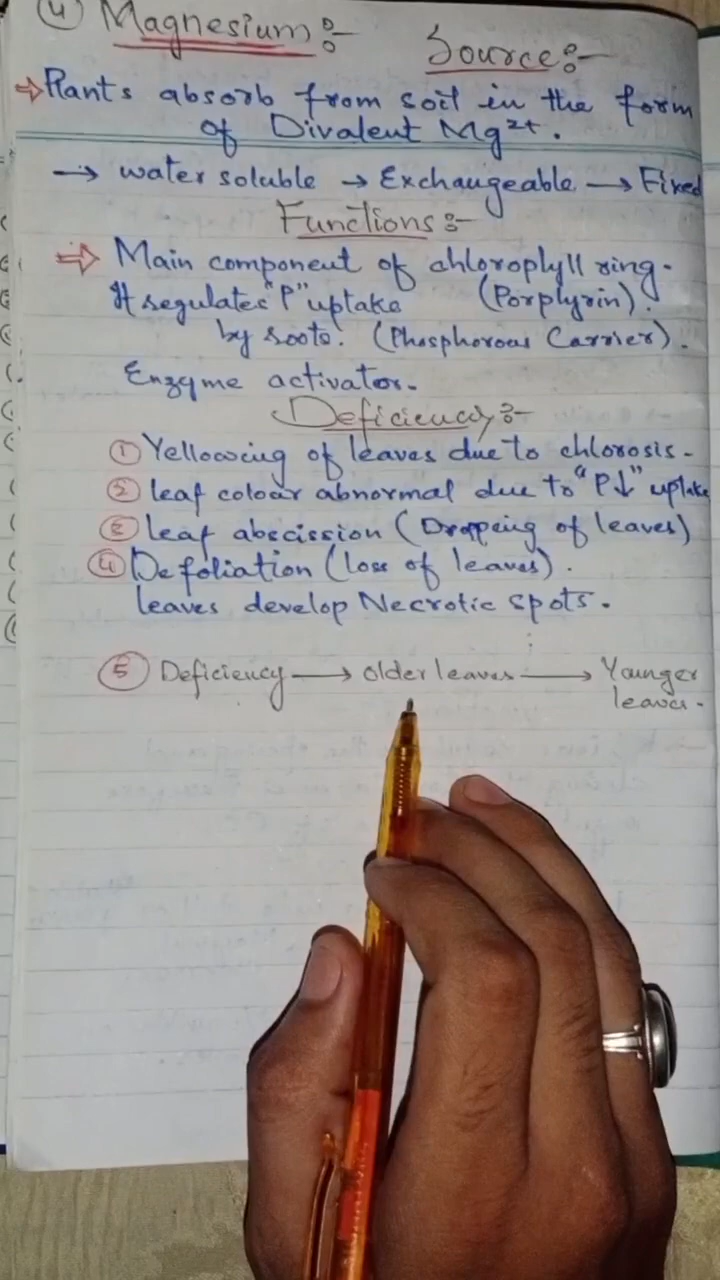 ④ Magnesium:- Source:-
⇒ Plants absorb from soil in the form
of Divalent Mg²⁺.
→ water soluble → Exchangeable → Fixed
Functions:-
⇒ Main component of chlorophyll ring.
It regulates "P" uptake (Porplyrin).
by roots. (Phosphorous Carrier).
Enzyme activator.
Deficiency:-
① Yellowing of leaves due to chlorosis.
② leaf colour abnormal due to "P↓" uptake
③ leaf abscission (Dropping of leaves)
④ Defoliation (loss of leaves).
leaves develop Necrotic spots.
⑤ Deficiency → older leaves → Younger
leaves.